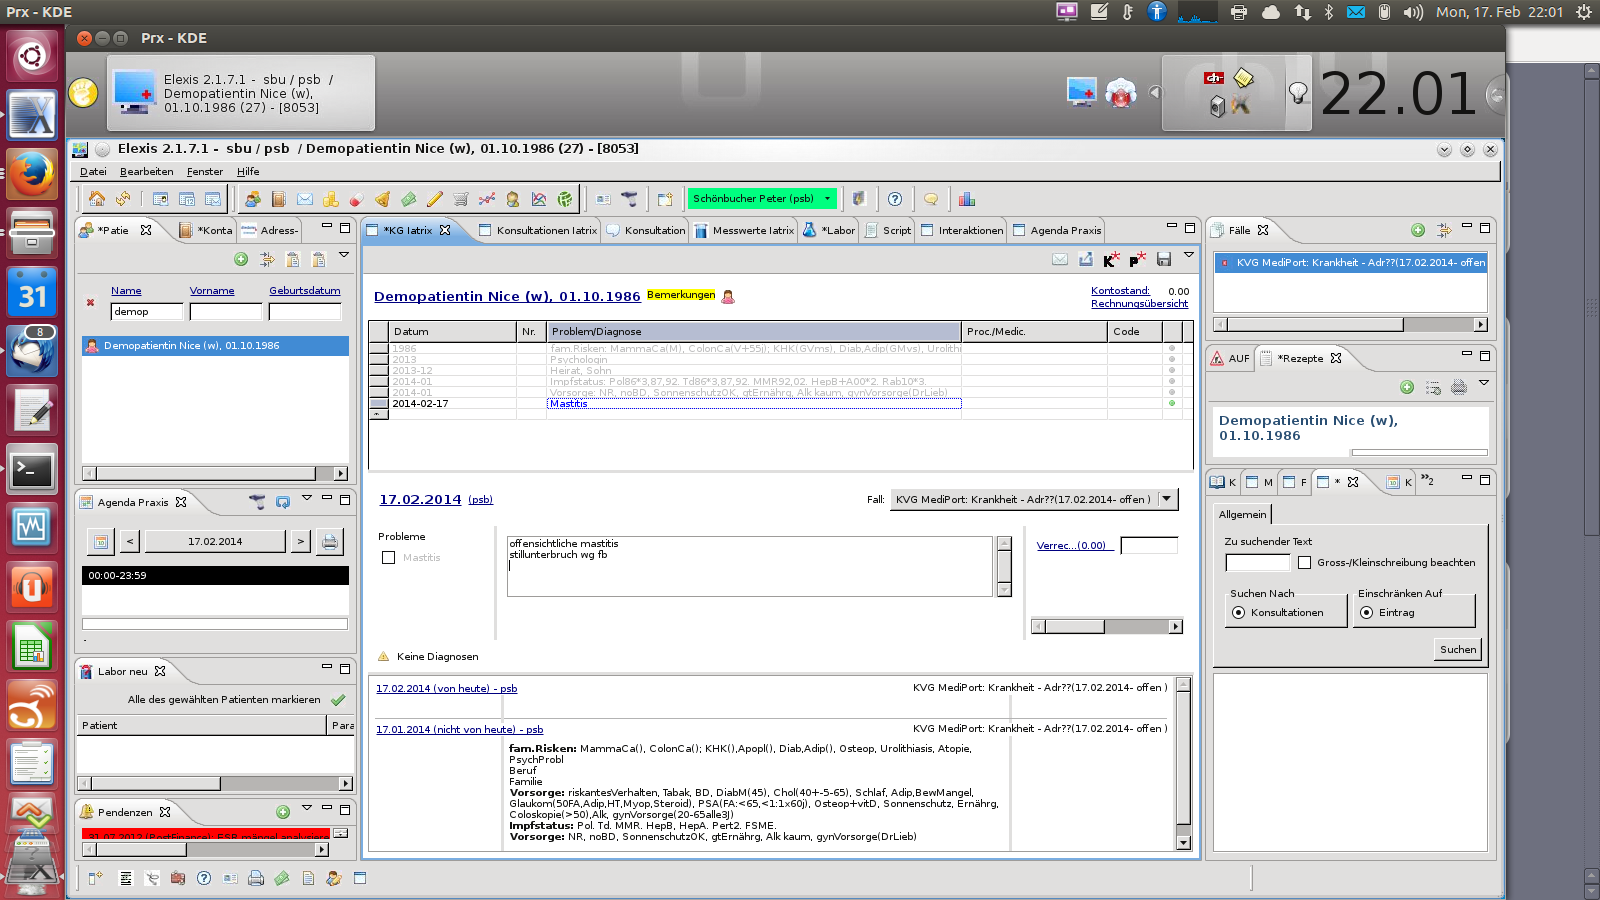 Prx - KDE
Mon, 17. Feb 22:01
Prx - KDE
Elexis 2.1.7.1 - sbu / psb /
Demopatientin Nice (w),
01.10.1986 (27) - [8053]
22.01
Elexis 2.1.7.1 - sbu / psb / Demopatientin Nice (w), 01.10.1986 (27) - [8053]
Datei Bearbeiten Fenster Hilfe
Schönbucher Peter (psb)
*Patie *Konta Adress-
Name Vorname Geburtsdatum
demop
Demopatientin Nice (w), 01.10.1986
Agenda Praxis
< 17.02.2014 >
00:00-23:59
Labor neu
Alle des gewählten Patienten markieren
Patient Para
Pendenzen
*KG Iatrix Konsultationen Iatrix Konsultation Messwerte Iatrix *Labor Script Interaktionen Agenda Praxis
Demopatientin Nice (w), 01.10.1986 Bemerkungen
Kontostand: 0.00
Rechnungsübersicht
Datum Nr. Problem/Diagnose Proc./Medic. Code
1986 fam.Risken: MammaCa(M), ColonCa(V+55j); KHK(GVms), Diab,Adip(GMvs), Urolithi
2013 Psychologin
2013-12 Heirat, Sohn
2014-01 Impfstatus: Pol86*3,87,92. Td86*3,87,92. MMR92,02. HepB+A00*2. Rab10*3.
2014-01 Vorsorge: NR, noBD, SonnenschutzOK, gtErnährg, Alk kaum, gynVorsorge(DrLieb)
2014-02-17 Mastitis
17.02.2014 (psb)
Fall: KVG MediPort: Krankheit - Adr??(17.02.2014- offen )
Probleme
Mastitis
offensichtliche mastitis
stillunterbruch wg fb
Verrec...(0.00)
Keine Diagnosen
17.02.2014 (von heute) - psb KVG MediPort: Krankheit - Adr??(17.02.2014- offen )
17.01.2014 (nicht von heute) - psb KVG MediPort: Krankheit - Adr??(17.02.2014- offen )
fam.Risken: MammaCa(), ColonCa(); KHK(),Apopl(), Diab,Adip(), Osteop, Urolithiasis, Atopie,
PsychProbl
Beruf
Familie
Vorsorge: riskantesVerhalten, Tabak, BD, DiabM(45), Chol(40+-5-65), Schlaf, Adip,BewMangel,
Glaukom(50FA,Adip,HT,Myop,Steroid), PSA(FA:<65,<1:1x60j), Osteop+vitD, Sonnenschutz, Ernährg,
Coloskopie(>50),Alk, gynVorsorge(20-65alle3J)
Impfstatus: Pol. Td. MMR. HepB, HepA. Pert2. FSME.
Vorsorge: NR, noBD, SonnenschutzOK, gtErnährg, Alk kaum, gynVorsorge(DrLieb)
Fälle
KVG MediPort: Krankheit - Adr??(17.02.2014- offen
AUF *Rezepte
Demopatientin Nice (w),
01.10.1986
K M F * K »2
Allgemein
Zu suchender Text
Gross-/Kleinschreibung beachten
Suchen Nach Einschränken Auf
Konsultationen Eintrag
Suchen
31
8